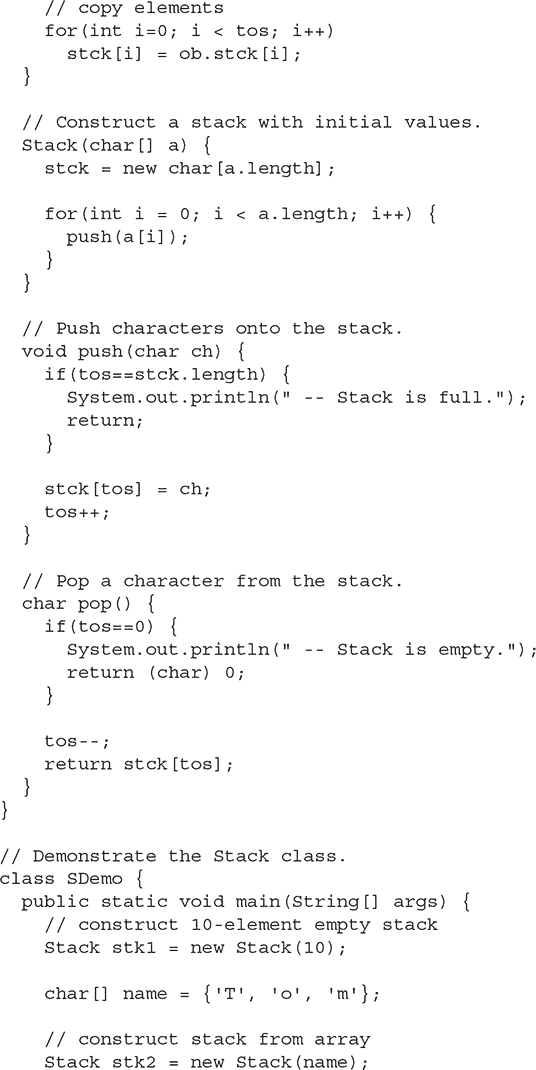 // copy elements
    for(int i=0; i < tos; i++)
      stck[i] = ob.stck[i];
  }

  // Construct a stack with initial values.
  Stack(char[] a) {
    stck = new char[a.length];

    for(int i = 0; i < a.length; i++) {
      push(a[i]);
    }
  }

  // Push characters onto the stack.
  void push(char ch) {
    if(tos==stck.length) {
      System.out.println(" -- Stack is full.");
      return;
    }

    stck[tos] = ch;
    tos++;
  }

  // Pop a character from the stack.
  char pop() {
    if(tos==0) {
      System.out.println(" -- Stack is empty.");
      return (char) 0;
    }

    tos--;
    return stck[tos];
  }
}

// Demonstrate the Stack class.
class SDemo {
  public static void main(String[] args) {
    // construct 10-element empty stack
    Stack stk1 = new Stack(10);

    char[] name = {'T', 'o', 'm'};

    // construct stack from array
    Stack stk2 = new Stack(name);